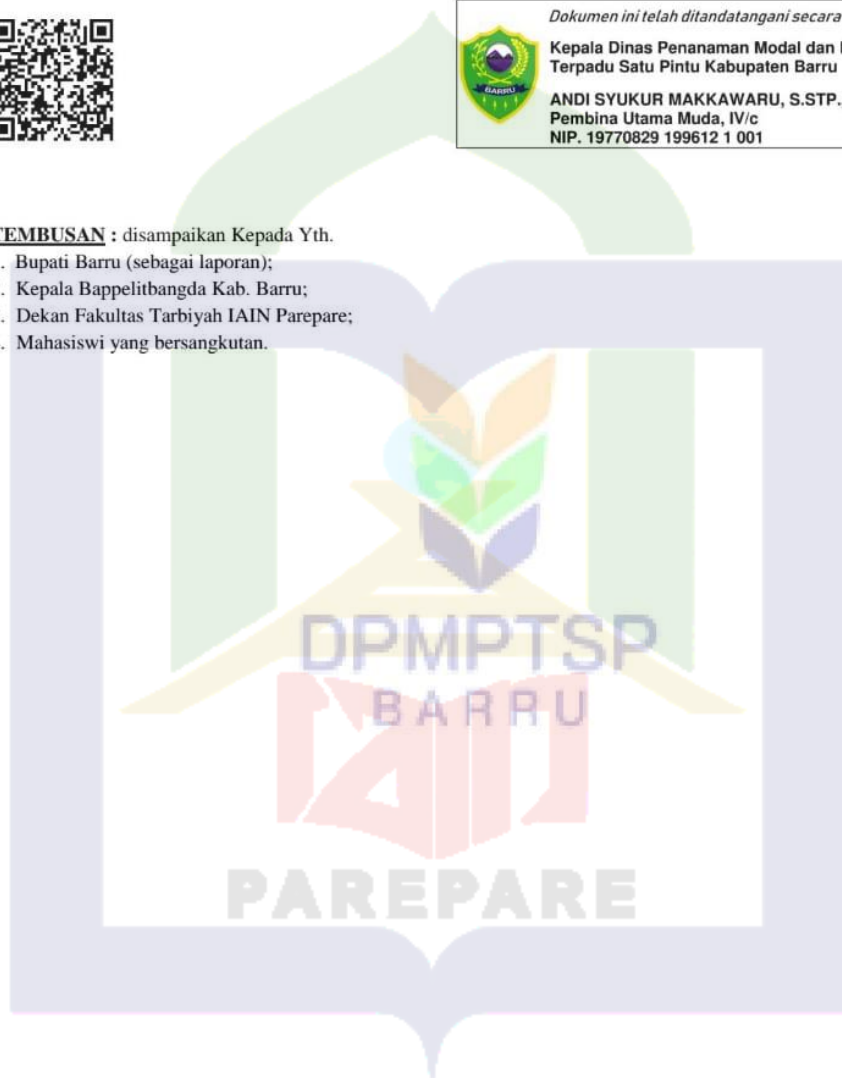 Dokumen ini telah ditandatangani secara
Kepala Dinas Penanaman Modal dan
Terpadu Satu Pintu Kabupaten Barru
BARRU
ANDI SYUKUR MAKKAWARU, S.STP.
Pembina Utama Muda, IV/c
NIP. 19770829 199612 1 001
TEMBUSAN : disampaikan Kepada Yth.
. Bupati Barru (sebagai laporan);
. Kepala Bappelitbangda Kab. Barru;
. Dekan Fakultas Tarbiyah IAIN Parepare;
. Mahasiswi yang bersangkutan.
DPMPTSP
BARRU
IAIN
PAREPARE